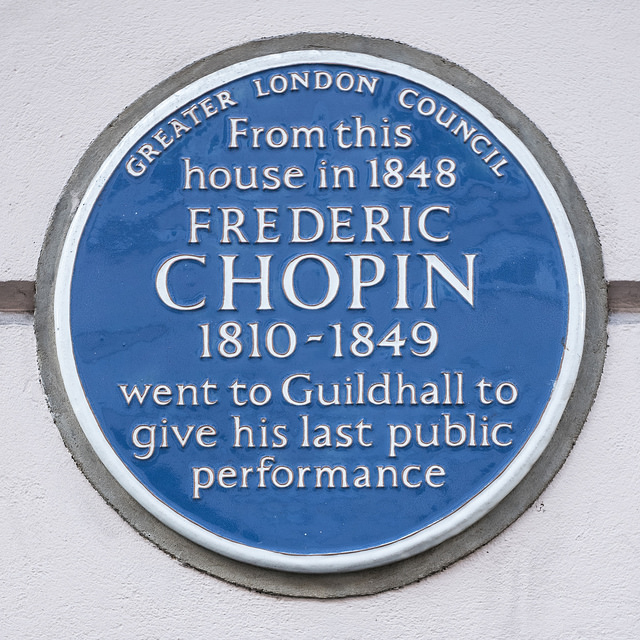 GREATER LONDON COUNCIL
From this
house in 1848
FREDERIC
CHOPIN
1810-1849
went to Guildhall to
give his last public
performance